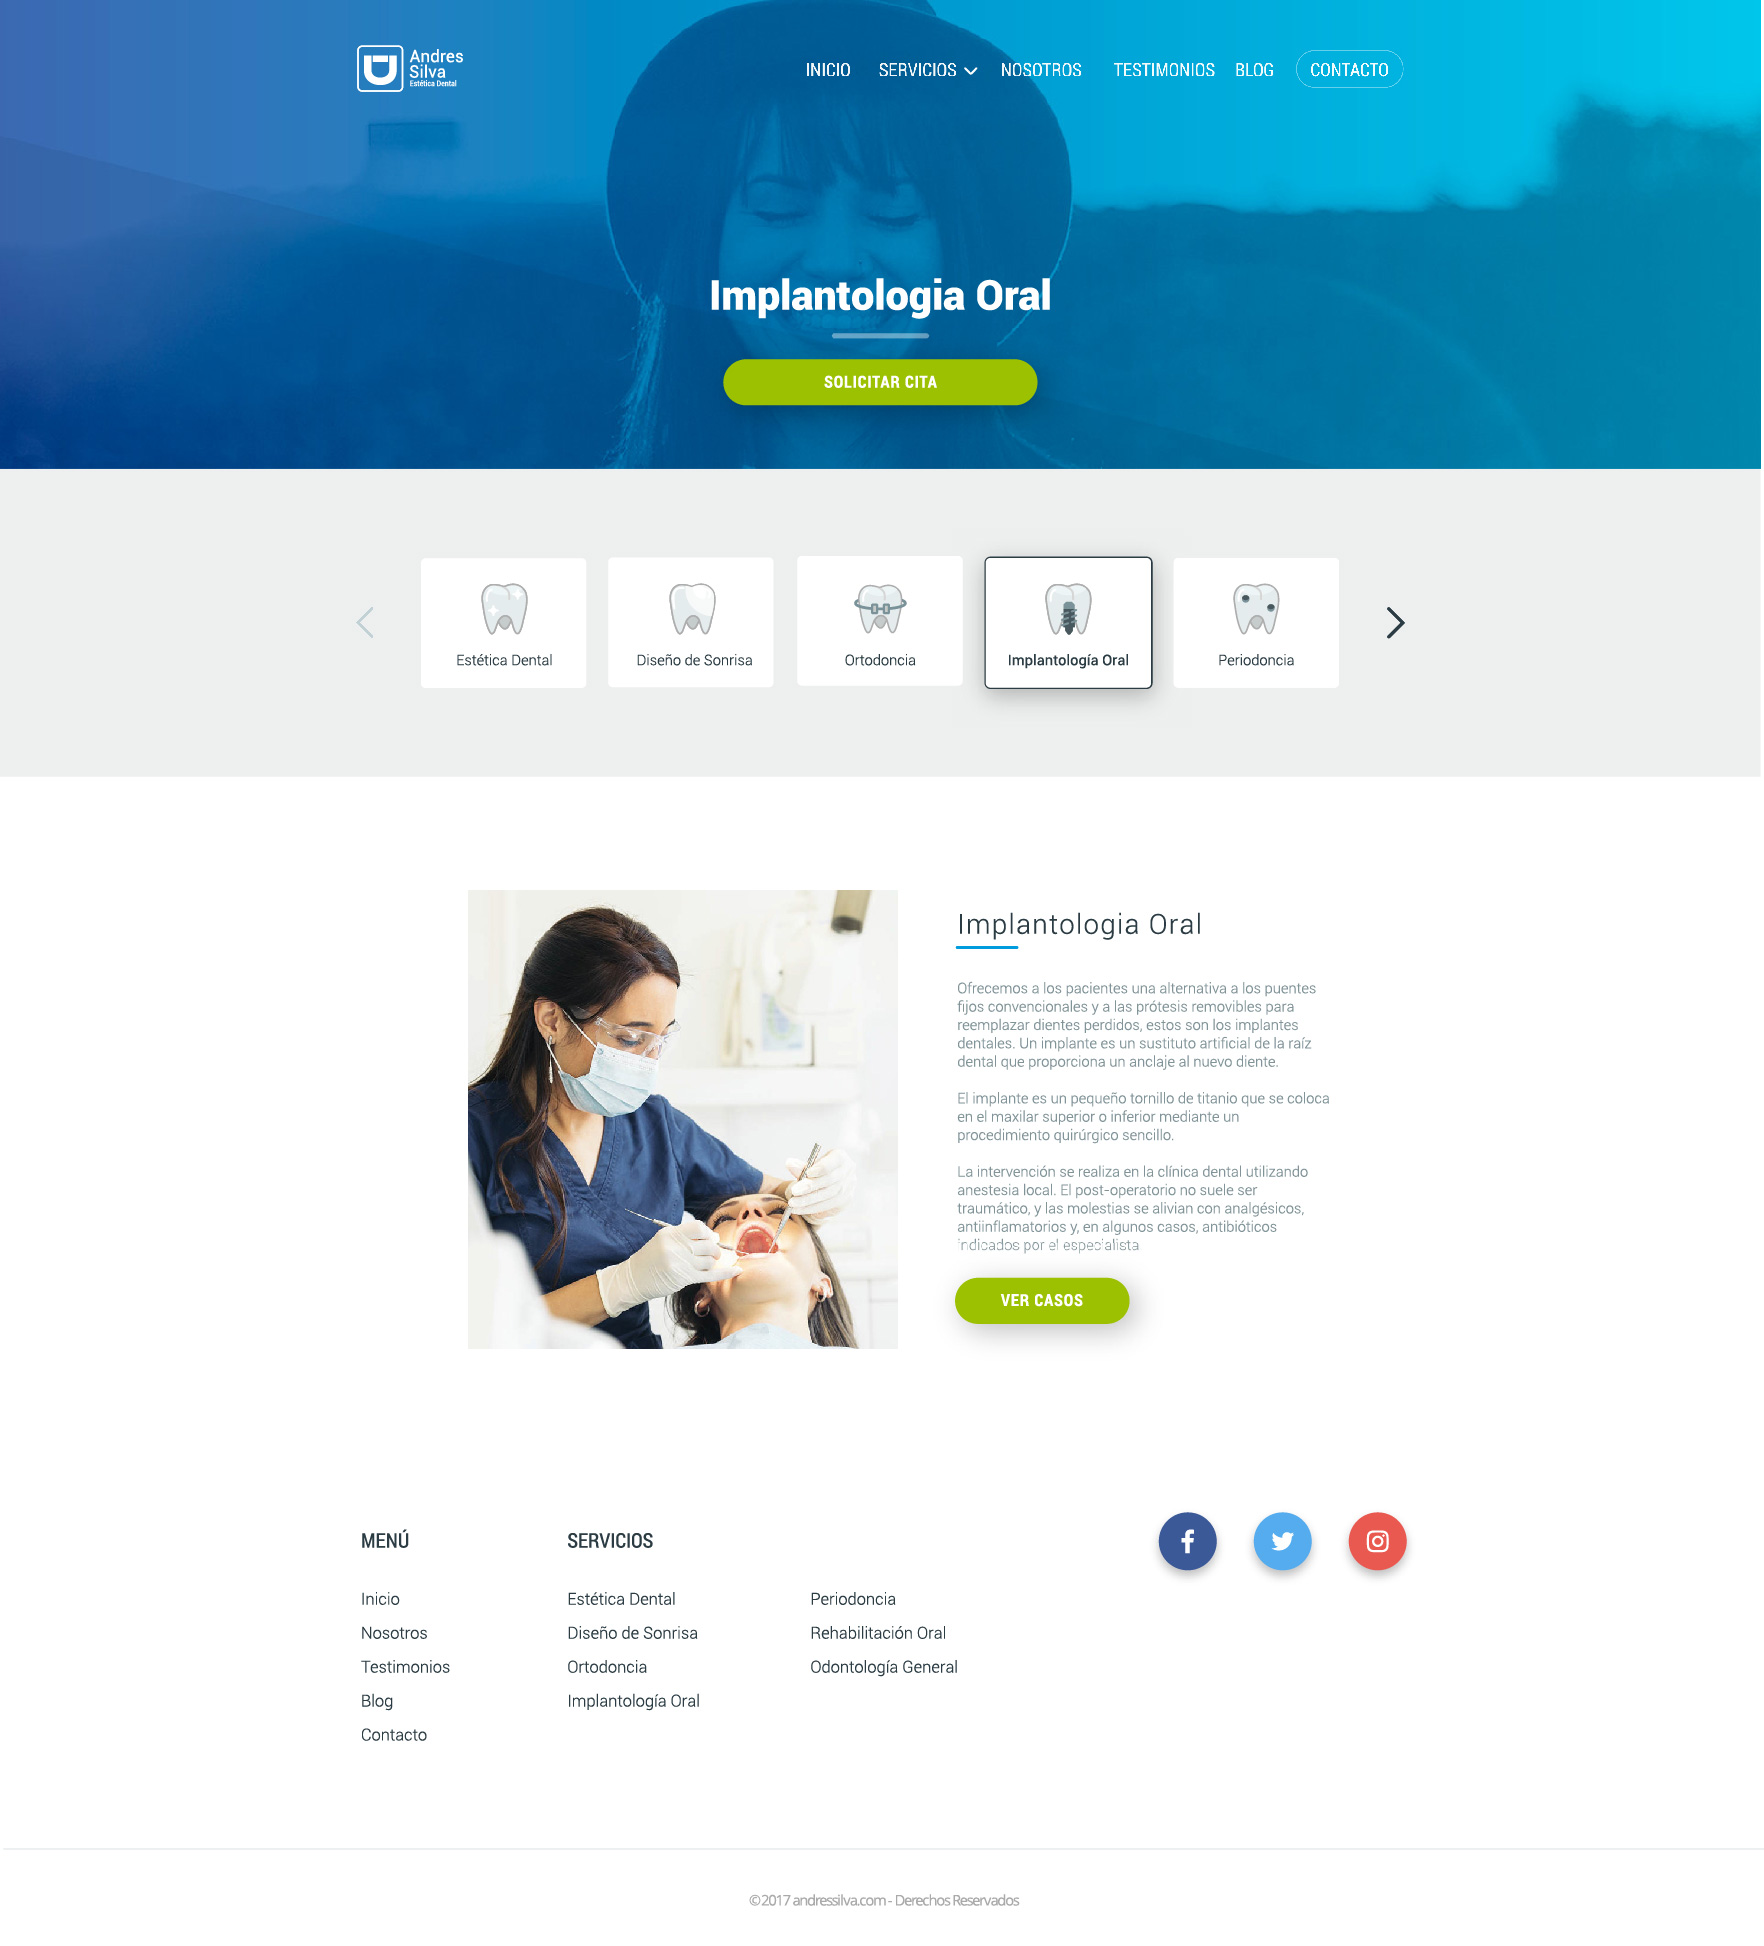 Andres
Silva
Estética Dental
INICIO SERVICIOS NOSOTROS TESTIMONIOS BLOG CONTACTO
Implantologia Oral
SOLICITAR CITA
Estética Dental
Diseño de Sonrisa
Ortodoncia
Implantología Oral
Periodoncia
Implantologia Oral
Ofrecemos a los pacientes una alternativa a los puentes
fijos convencionales y a las prótesis removibles para
reemplazar dientes perdidos, estos son los implantes
dentales. Un implante es un sustituto artificial de la raíz
dental que proporciona un anclaje al nuevo diente.
El implante es un pequeño tornillo de titanio que se coloca
en el maxilar superior o inferior mediante un
procedimiento quirúrgico sencillo.
La intervención se realiza en la clínica dental utilizando
anestesia local. El post-operatorio no suele ser
traumático, y las molestias se alivian con analgésicos,
antiinflamatorios y, en algunos casos, antibióticos
indicados por el especialista
VER CASOS
MENÚ
Inicio
Nosotros
Testimonios
Blog
Contacto
SERVICIOS
Estética Dental
Diseño de Sonrisa
Ortodoncia
Implantología Oral
Periodoncia
Rehabilitación Oral
Odontología General
©2017 andressilva.com - Derechos Reservados